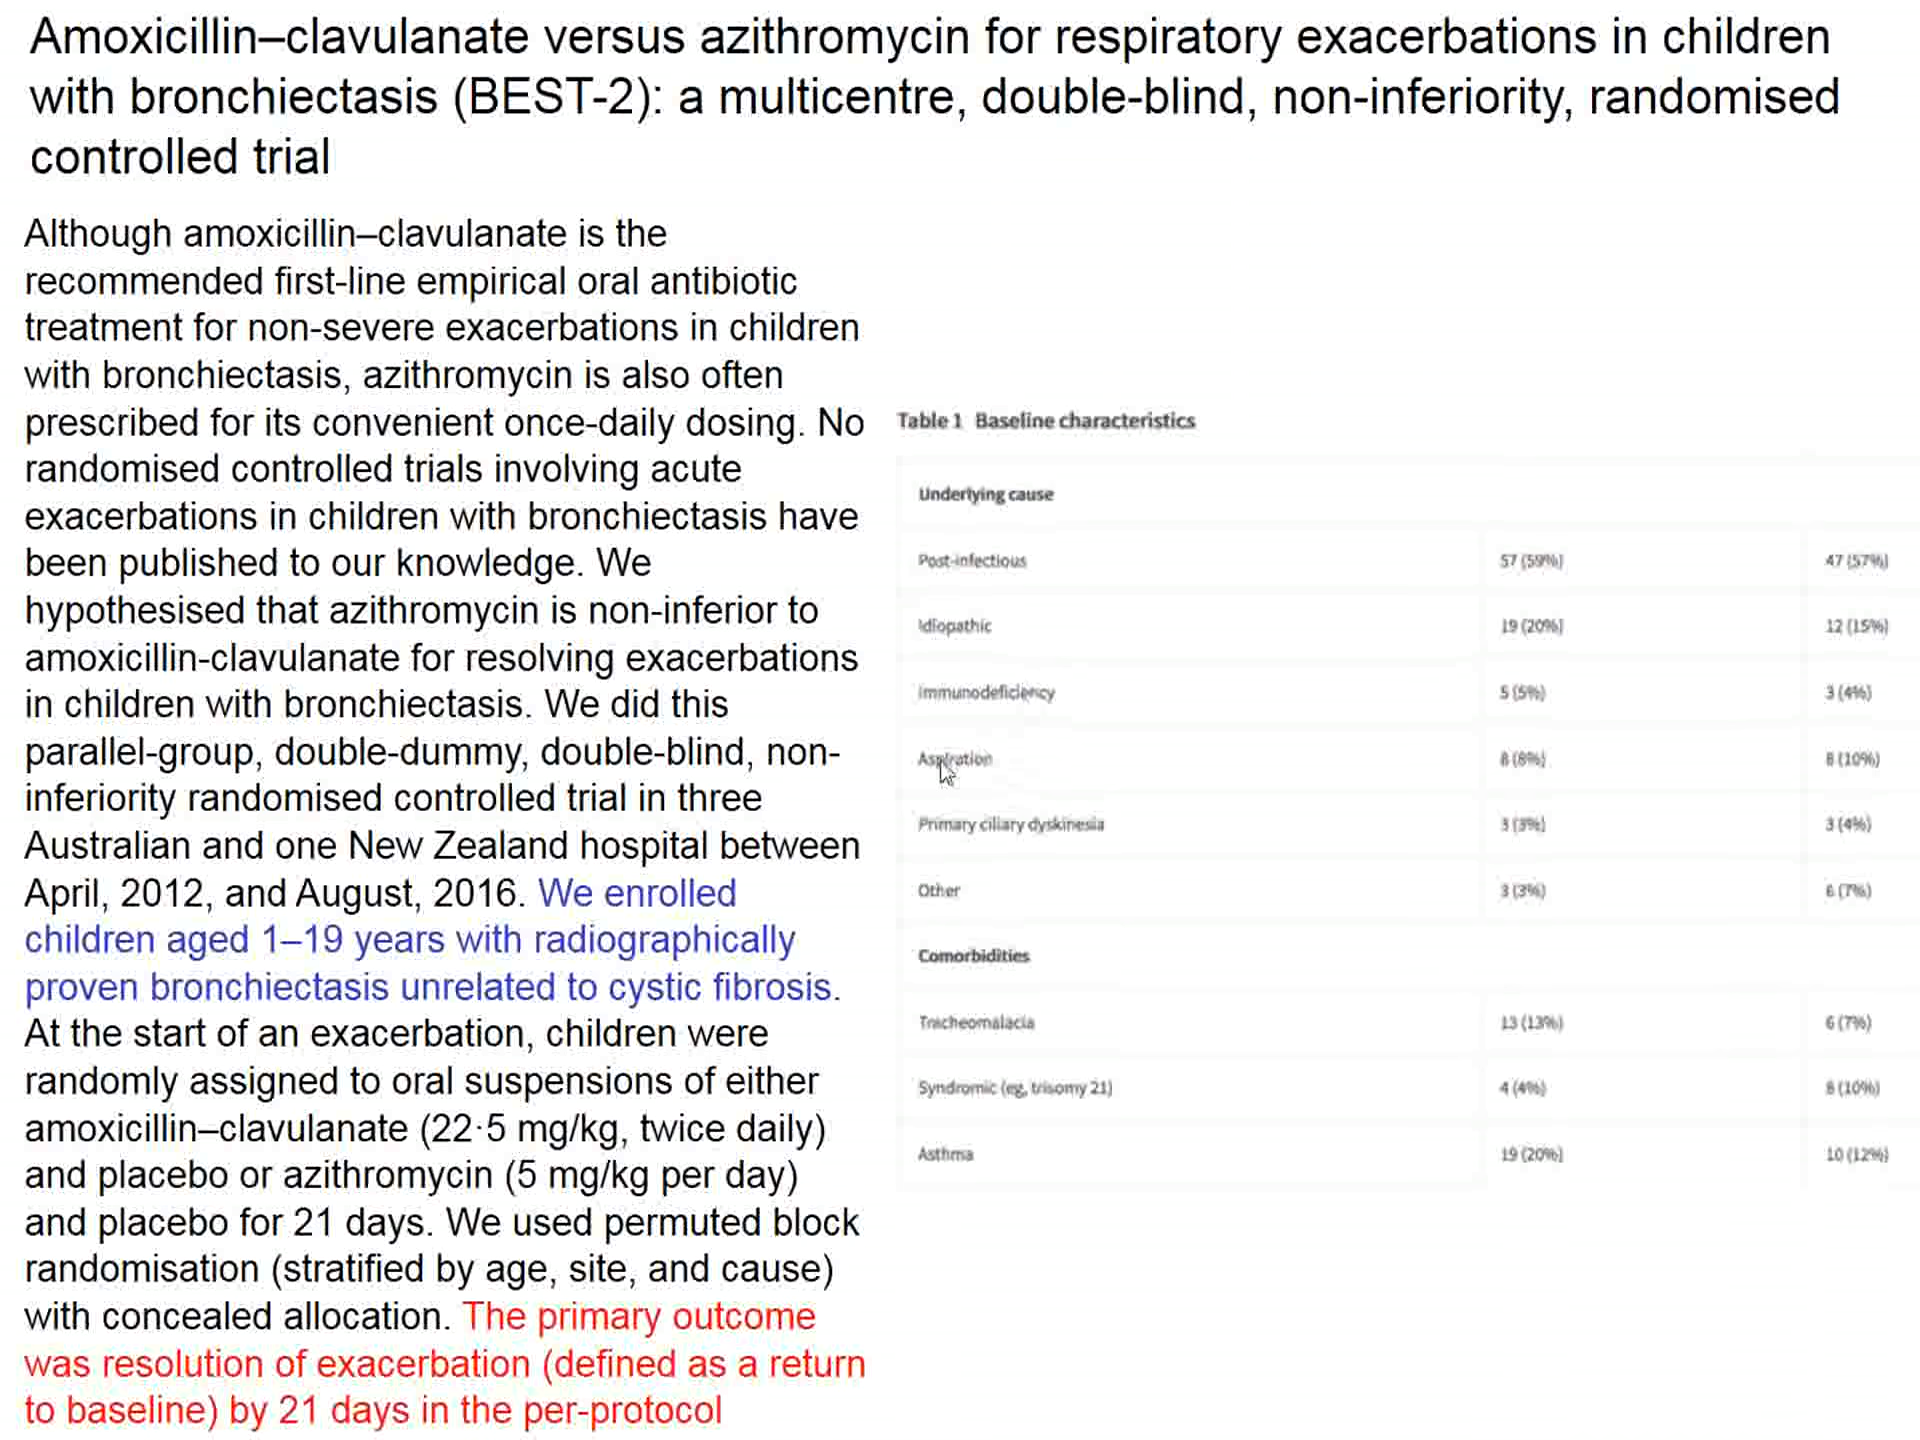 Amoxicillin–clavulanate versus azithromycin for respiratory exacerbations in children
with bronchiectasis (BEST-2): a multicentre, double-blind, non-inferiority, randomised
controlled trial
Although amoxicillin–clavulanate is the
recommended first-line empirical oral antibiotic
treatment for non-severe exacerbations in children
with bronchiectasis, azithromycin is also often
prescribed for its convenient once-daily dosing. No
randomised controlled trials involving acute
exacerbations in children with bronchiectasis have
been published to our knowledge. We
hypothesised that azithromycin is non-inferior to
amoxicillin-clavulanate for resolving exacerbations
in children with bronchiectasis. We did this
parallel-group, double-dummy, double-blind, non-
inferiority randomised controlled trial in three
Australian and one New Zealand hospital between
April, 2012, and August, 2016. We enrolled
children aged 1–19 years with radiographically
proven bronchiectasis unrelated to cystic fibrosis.
At the start of an exacerbation, children were
randomly assigned to oral suspensions of either
amoxicillin–clavulanate (22·5 mg/kg, twice daily)
and placebo or azithromycin (5 mg/kg per day)
and placebo for 21 days. We used permuted block
randomisation (stratified by age, site, and cause)
with concealed allocation. The primary outcome
was resolution of exacerbation (defined as a return
to baseline) by 21 days in the per-protocol
Table 1 Baseline characteristics
Underlying cause
Post-infectious 57 (59%) 47 (57%)
Idiopathic 19 (20%) 12 (15%)
Immunodeficiency 5 (5%) 3 (4%)
Aspiration 8 (8%) 8 (10%)
Primary ciliary dyskinesia 3 (3%) 3 (4%)
Other 3 (3%) 6 (7%)
Comorbidities
Tracheomalacia 13 (13%) 6 (7%)
Syndromic (eg, trisomy 21) 4 (4%) 8 (10%)
Asthma 19 (20%) 10 (12%)